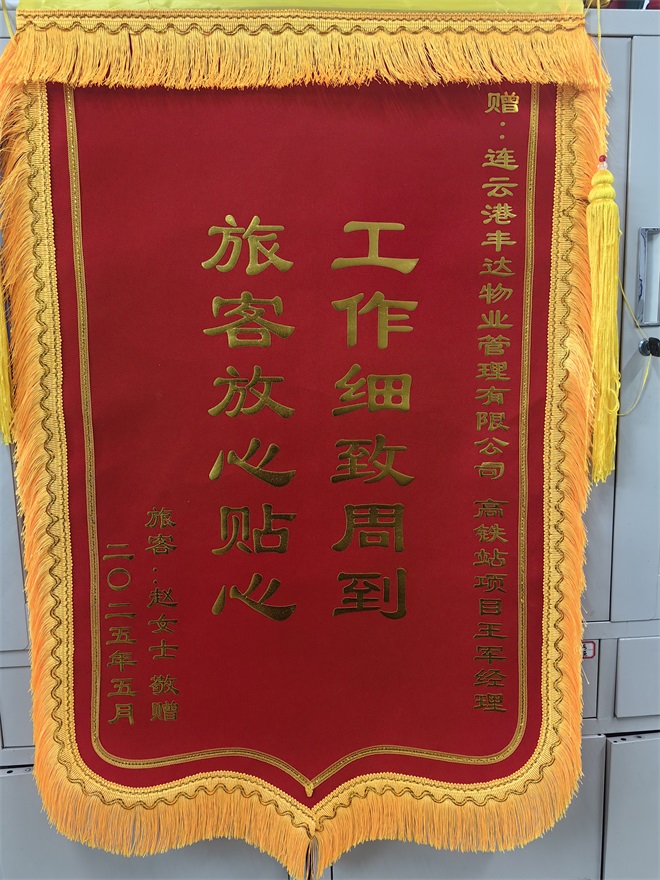 赠：连云港丰达物业管理有限公司 高铁站项目王军经理
工作细致周到
旅客放心贴心
旅客：赵女士 敬赠
二〇二五年五月